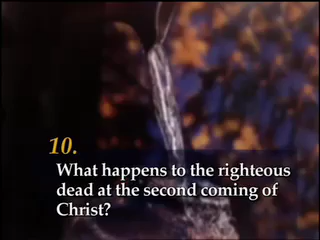 10.
What happens to the righteous
dead at the second coming of
Christ?